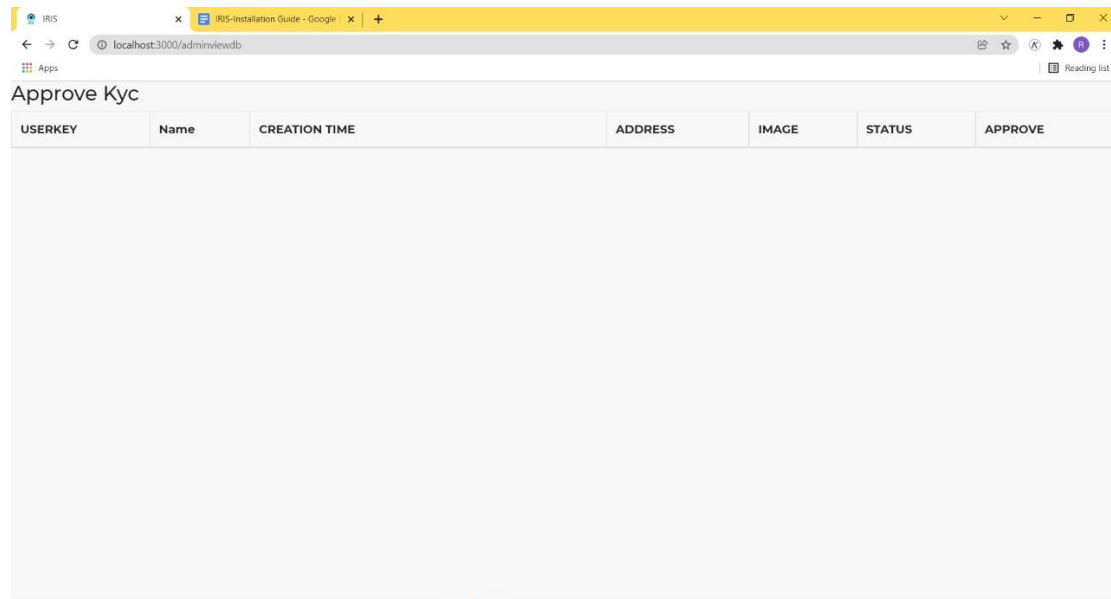 IRIS
IRIS-Installation Guide - Google
localhost:3000/adminviewdb
Apps
Reading list
Approve Kyc
USERKEY Name CREATION TIME ADDRESS IMAGE STATUS APPROVE